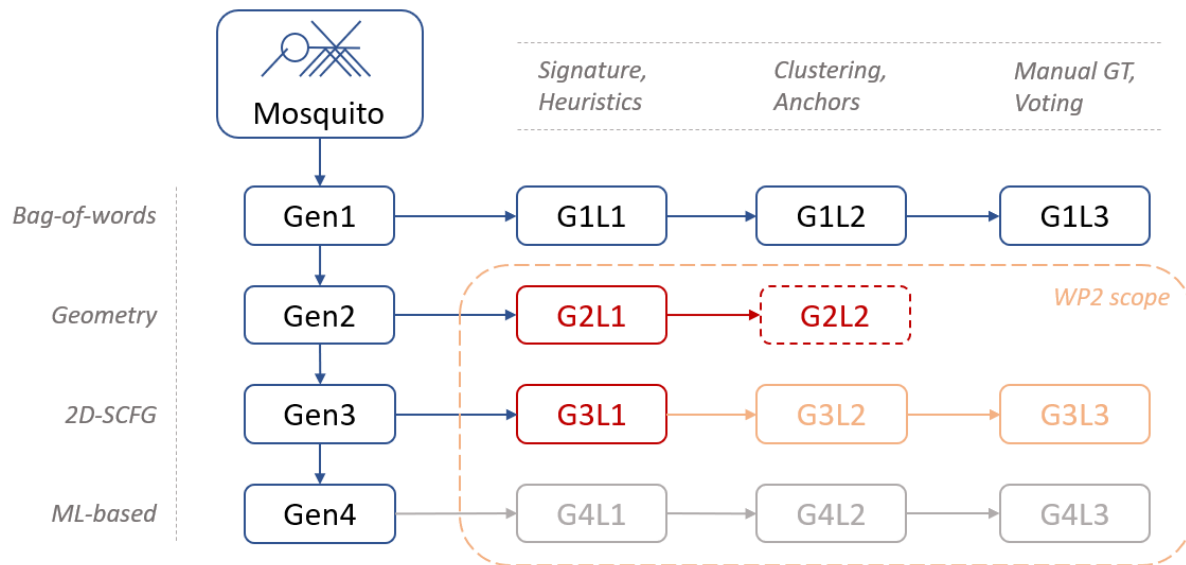 Mosquito
Signature,
Heuristics
Clustering,
Anchors
Manual GT,
Voting
Bag-of-words
Gen1
G1L1
G1L2
G1L3
WP2 scope
Geometry
Gen2
G2L1
G2L2
2D-SCFG
Gen3
G3L1
G3L2
G3L3
ML-based
Gen4
G4L1
G4L2
G4L3